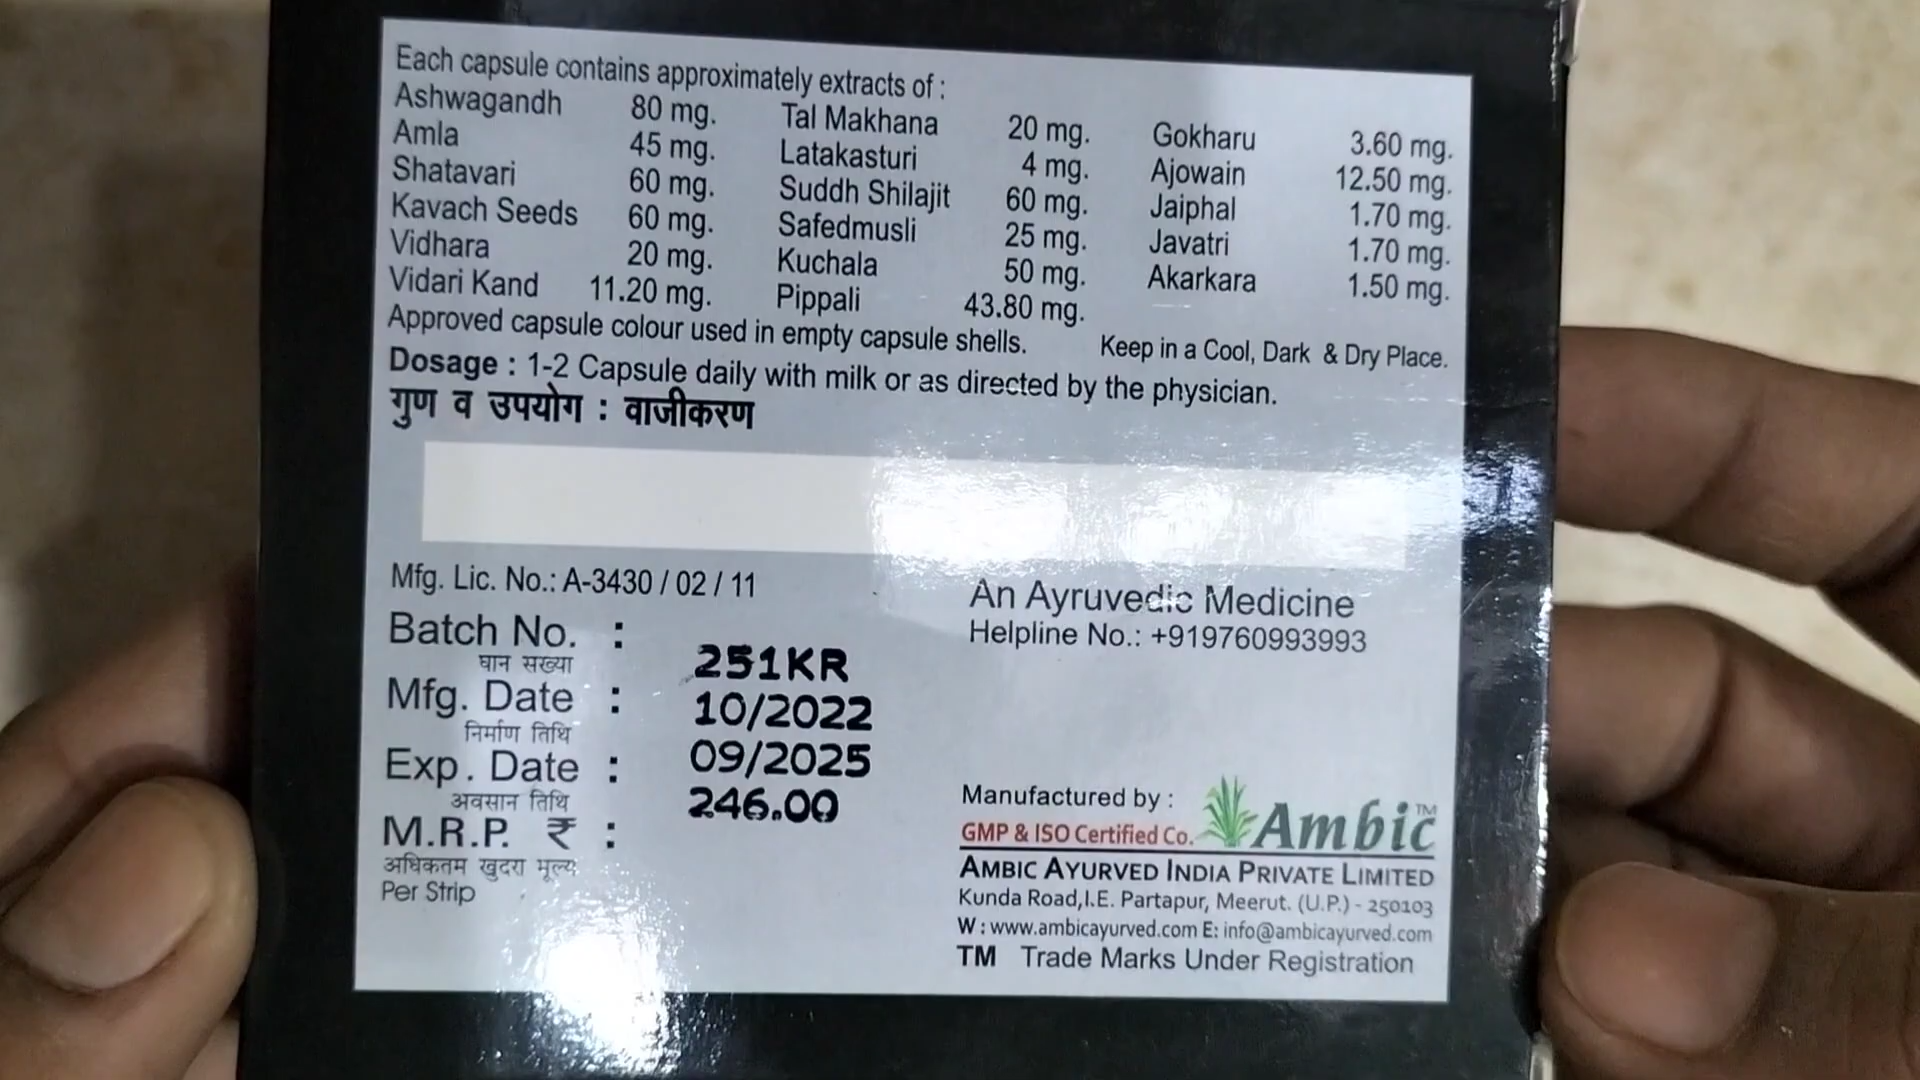 Each capsule contains approximately extracts of :
Ashwagandh 80 mg. Tal Makhana 20 mg. Gokharu 3.60 mg.
Amla 45 mg. Latakasturi 4 mg. Ajowain 12.50 mg.
Shatavari 60 mg. Suddh Shilajit 60 mg. Jaiphal 1.70 mg.
Kavach Seeds 60 mg. Safedmusli 25 mg. Javatri 1.70 mg.
Vidhara 20 mg. Kuchala 50 mg. Akarkara 1.50 mg.
Vidari Kand 11.20 mg. Pippali 43.80 mg.
Approved capsule colour used in empty capsule shells. Keep in a Cool, Dark & Dry Place.
Dosage : 1-2 Capsule daily with milk or as directed by the physician.
गुण व उपयोग : वाजीकरण
Mfg. Lic. No.: A-3430 / 02 / 11
Batch No. : 251KR
घान सख्या
Mfg. Date : 10/2022
निर्माण तिथि
Exp. Date : 09/2025
अवसान तिथि
M.R.P. ₹ : 246.00
अधिकतम खुदरा मूल्य
Per Strip
An Ayruvedic Medicine
Helpline No.: +919760993993
Manufactured by :
GMP & ISO Certified Co.
Ambic TM
AMBIC AYURVED INDIA PRIVATE LIMITED
Kunda Road,I.E. Partapur, Meerut. (U.P.) - 250103
W : www.ambicayurved.com E: info@ambicayurved.com
TM Trade Marks Under Registration